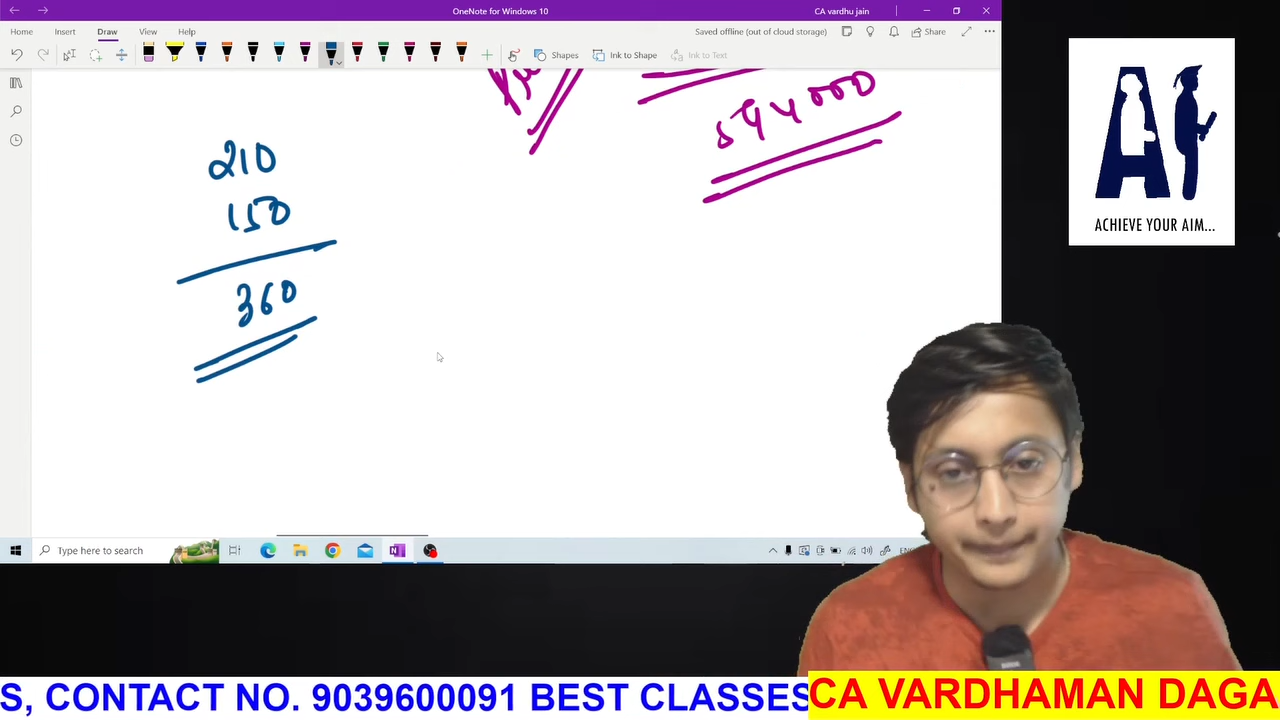 OneNote for Windows 10
CA vardhu jain
Home Insert Draw View Help
Saved offline (out of cloud storage)
Share
Shapes
Ink to Shape
Ink to Text
594000
210
150
360
ACHIEVE YOUR AIM...
Type here to search
S, CONTACT NO. 9039600091 BEST CLASSES
CA VARDHAMAN DAGA